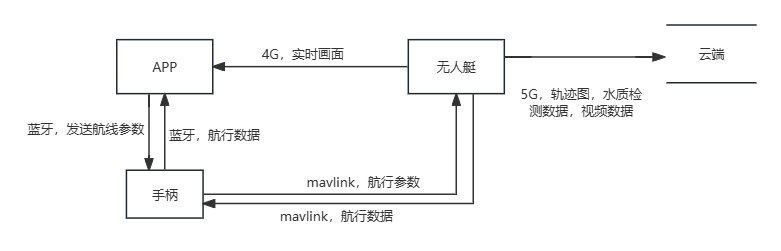 4G，实时画面
云端
APP
无人艇
5G，轨迹图，水质检
测数据，视频数据
蓝牙，发送航线参数
蓝牙，航行数据
mavlink，航行参数
手柄
mavlink，航行数据